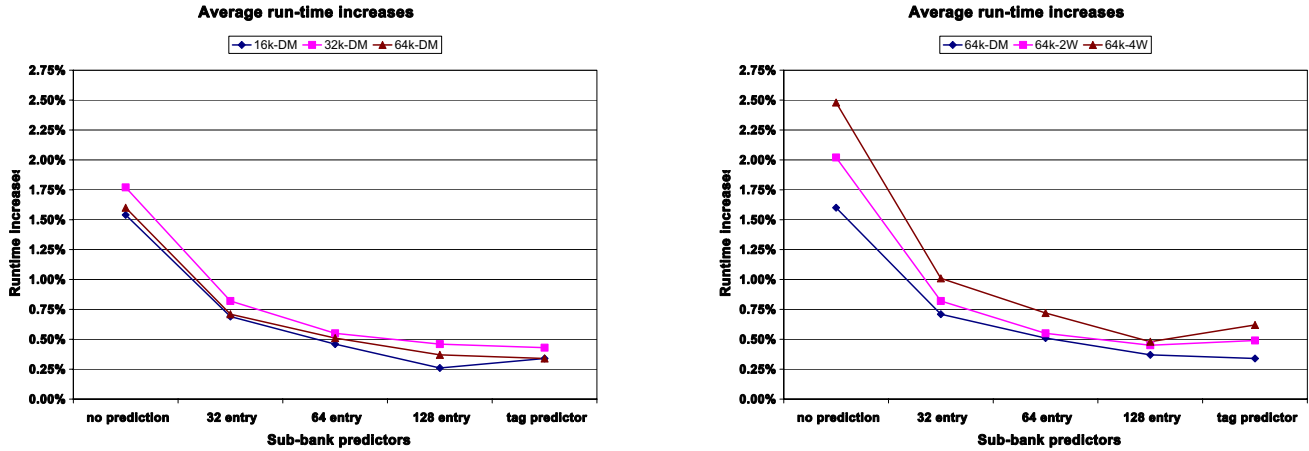 Average run-time increases
16k-DM 32k-DM 64k-DM
2.75%
2.50%
2.25%
2.00%
1.75%
1.50%
1.25%
1.00%
0.75%
0.50%
0.25%
0.00%
Runtime increases
no prediction 32 entry 64 entry 128 entry tag predictor
Sub-bank predictors
Average run-time increases
64k-DM 64k-2W 64k-4W
2.75%
2.50%
2.25%
2.00%
1.75%
1.50%
1.25%
1.00%
0.75%
0.50%
0.25%
0.00%
Runtime increases
no prediction 32 entry 64 entry 128 entry tag predictor
Sub-bank predictors